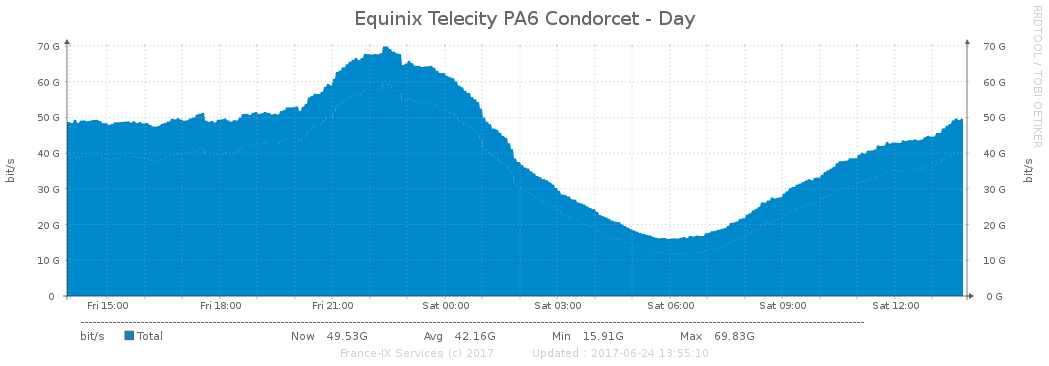 Equinix Telecity PA6 Condorcet - Day
RRDTOOL / TOBI OETIKER
bit/s
70 G
60 G
50 G
40 G
30 G
20 G
10 G
0
70 G
60 G
50 G
40 G
30 G
20 G
10 G
0 G
bit/s
Fri 15:00 Fri 18:00 Fri 21:00 Sat 00:00 Sat 03:00 Sat 06:00 Sat 09:00 Sat 12:00
bit/s Total Now 49.53G Avg 42.16G Min 15.91G Max 69.83G
France-IX Services (c) 2017 Updated : 2017-06-24 13:55:10